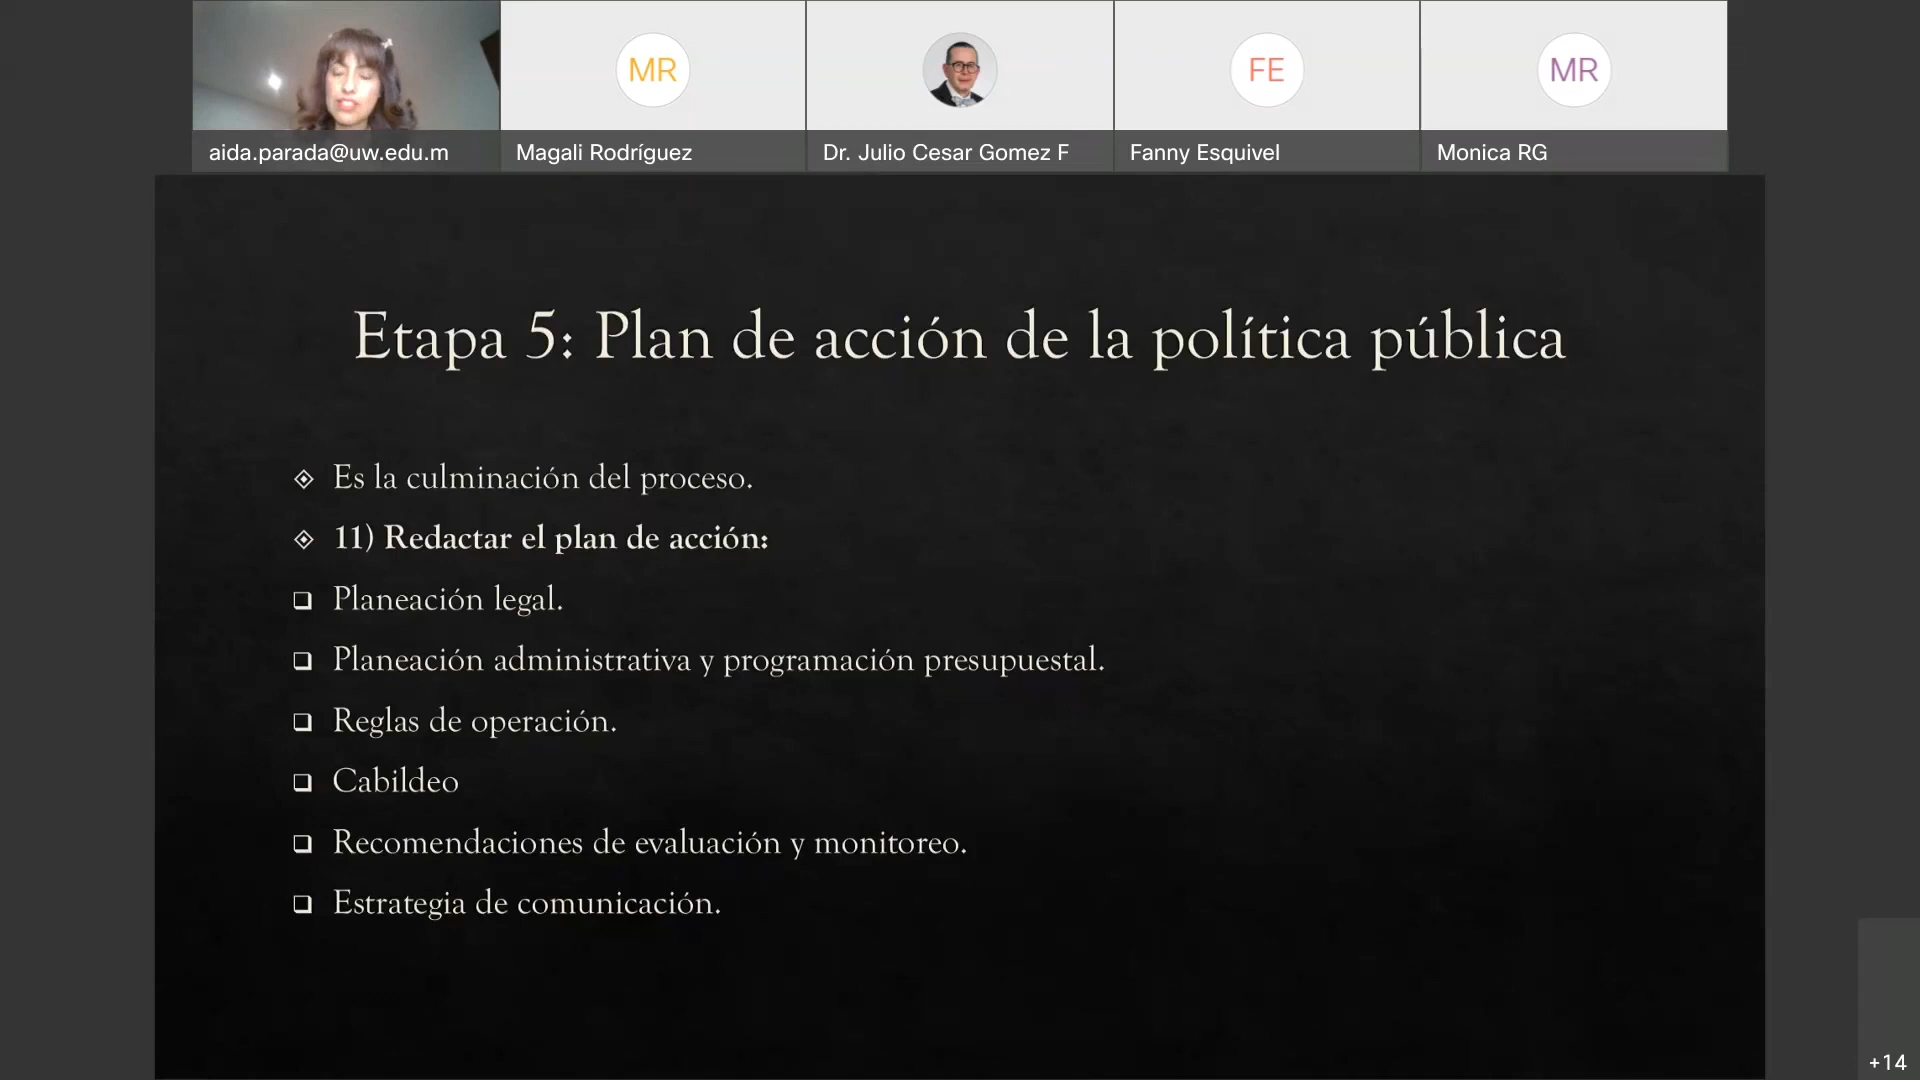 MR
FE
MR
aida.parada@uw.edu.m
Magali Rodríguez
Dr. Julio Cesar Gomez F
Fanny Esquivel
Monica RG
Etapa 5: Plan de acción de la política pública
Es la culminación del proceso.
11) Redactar el plan de acción:
Planeación legal.
Planeación administrativa y programación presupuestal.
Reglas de operación.
Cabildeo
Recomendaciones de evaluación y monitoreo.
Estrategia de comunicación.
+14